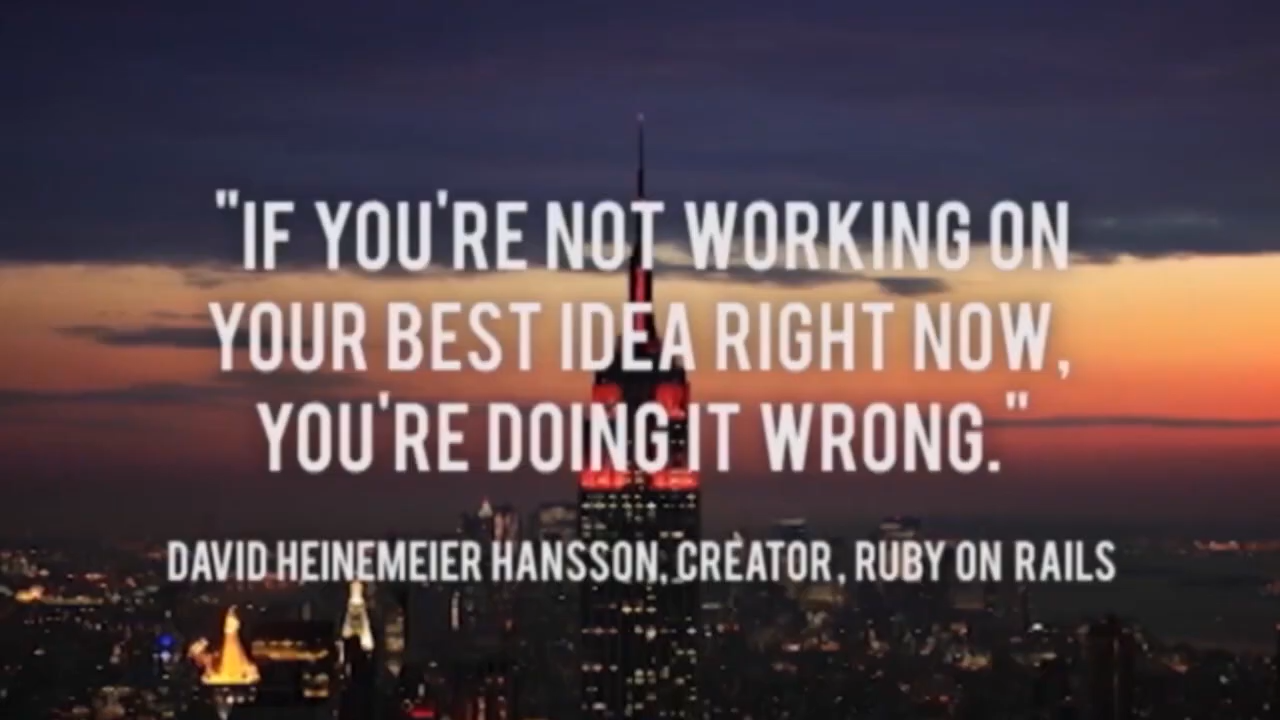 "IF YOU'RE NOT WORKING ON
YOUR BEST IDEA RIGHT NOW,
YOU'RE DOING IT WRONG."
DAVID HEINEMEIER HANSSON, CREATOR, RUBY ON RAILS